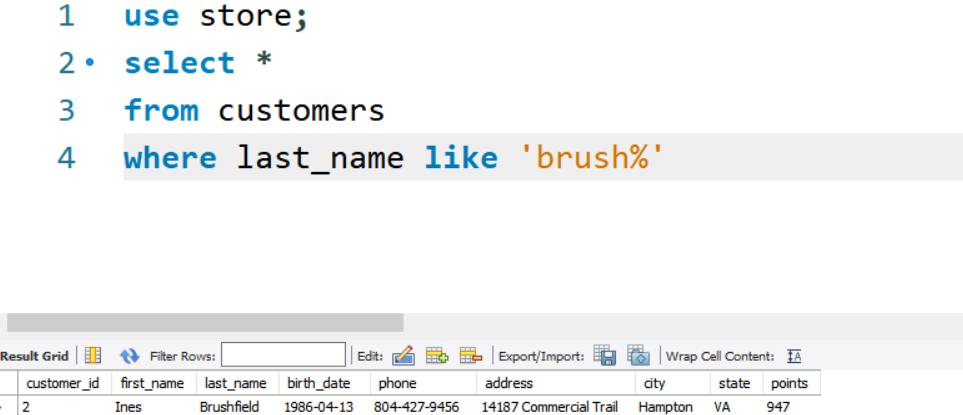 1 use store;
2 select *
3 from customers
4 where last_name like 'brush%'
Result Grid Filter Rows: Edit: Export/Import: Wrap Cell Content: IA
customer_id first_name last_name birth_date phone address city state points
2 Ines Brushfield 1986-04-13 804-427-9456 14187 Commercial Trail Hampton VA 947